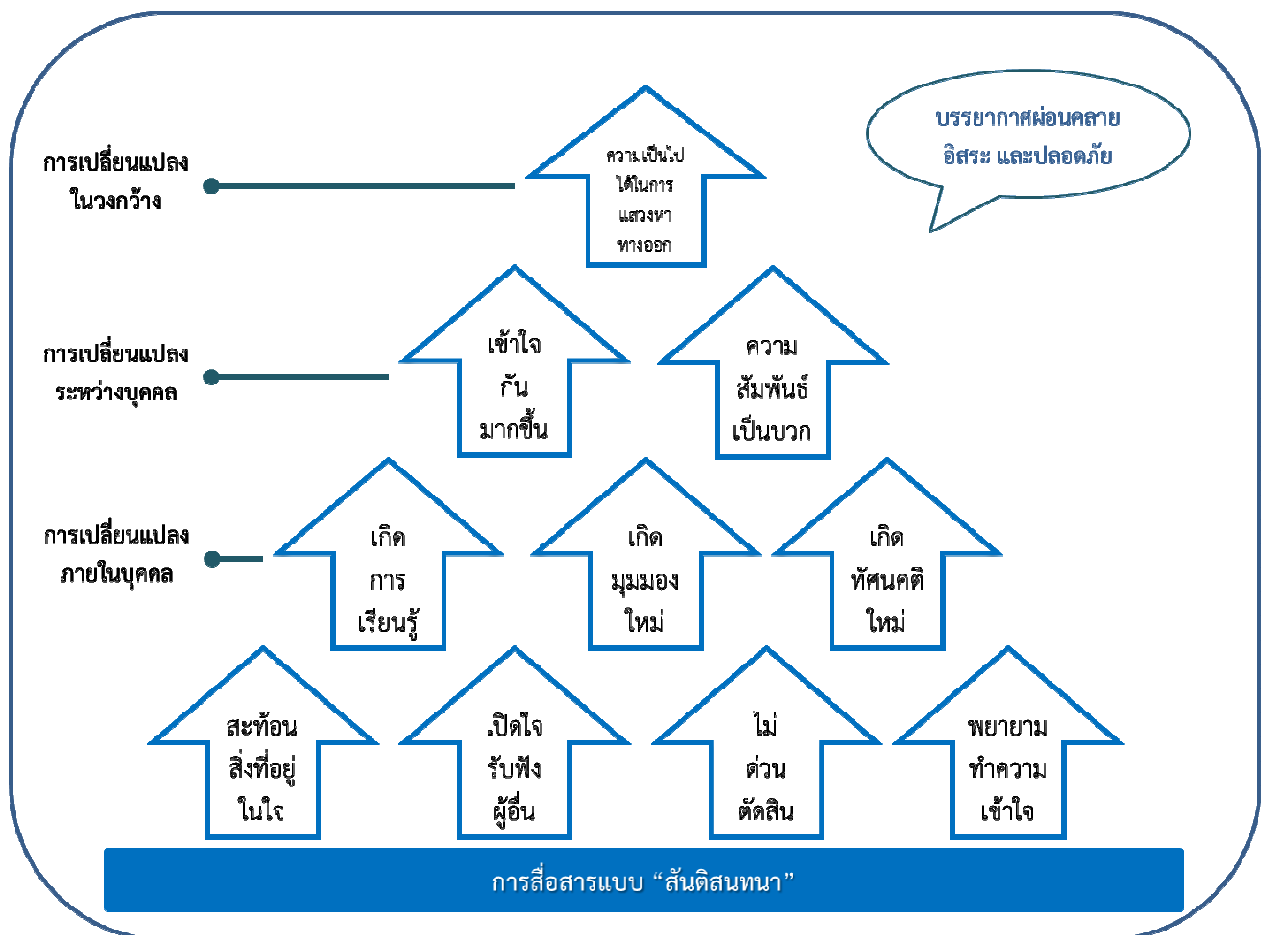 บรรยากาศผ่อนคลาย
อิสระ และปลอดภัย
การเปลี่ยนแปลง
ในวงกว้าง
ความเป็นไป
ได้ในการ
แสวงหา
ทางออก
การเปลี่ยนแปลง
ระหว่างบุคคล
เข้าใจ
กัน
มากขึ้น
ความ
สัมพันธ์
เป็นบวก
การเปลี่ยนแปลง
ภายในบุคคล
เกิด
การ
เรียนรู้
เกิด
มุมมอง
ใหม่
เกิด
ทัศนคติ
ใหม่
สะท้อน
สิ่งที่อยู่
ในใจ
เปิดใจ
รับฟัง
ผู้อื่น
ไม่
ด่วน
ตัดสิน
พยายาม
ทำความ
เข้าใจ
การสื่อสารแบบ “สันติสนทนา”